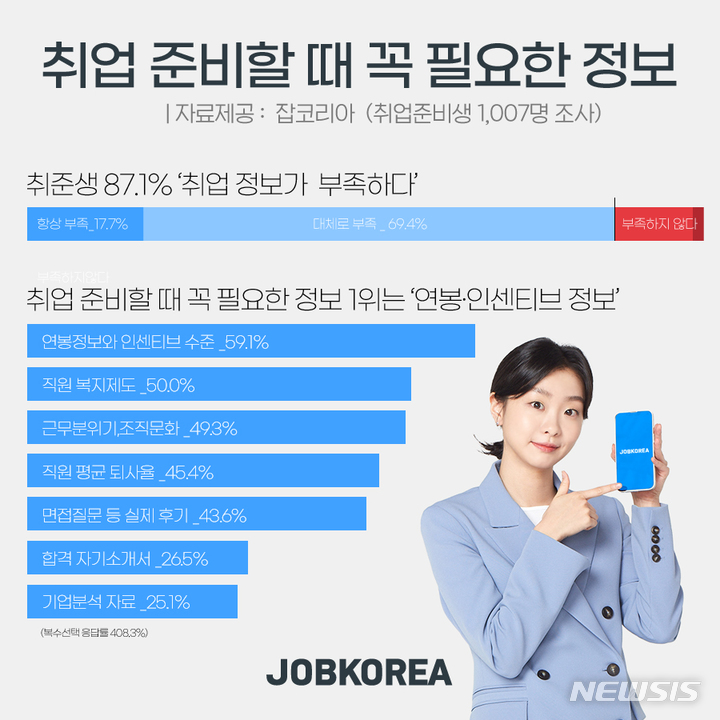 취업 준비할 때 꼭 필요한 정보
| 자료제공 : 잡코리아 (취업준비생 1,007명 조사)
취준생 87.1% ‘취업 정보가 부족하다’
항상 부족_17.7% 대체로 부족 _ 69.4% 부족하지 않다
부족하지 않다
취업 준비할 때 꼭 필요한 정보 1위는 ‘연봉·인센티브 정보’
연봉정보와 인센티브 수준 _59.1%
직원 복지제도 _50.0%
근무분위기,조직문화 _49.3%
직원 평균 퇴사율 _45.4%
면접질문 등 실제 후기 _43.6%
합격 자기소개서 _26.5%
기업분석 자료 _25.1%
(복수선택 응답률 408.3%)
JOBKOREA
JOBKOREA
NEWSIS